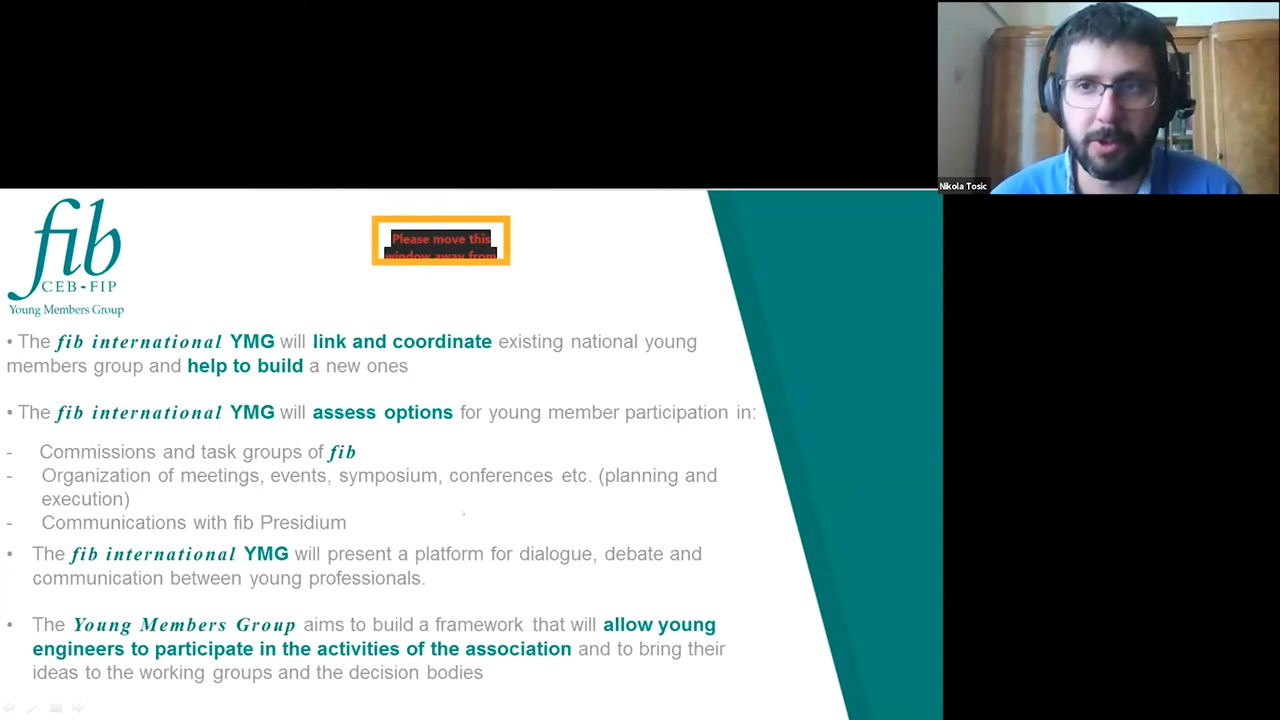 Nikola Tosic
fib
CEB-FIP
Young Members Group
Please move this
window away from
• The fib international YMG will link and coordinate existing national young
members group and help to build a new ones
• The fib international YMG will assess options for young member participation in:
- Commissions and task groups of fib
- Organization of meetings, events, symposium, conferences etc. (planning and
execution)
- Communications with fib Presidium
• The fib international YMG will present a platform for dialogue, debate and
communication between young professionals.
• The Young Members Group aims to build a framework that will allow young
engineers to participate in the activities of the association and to bring their
ideas to the working groups and the decision bodies